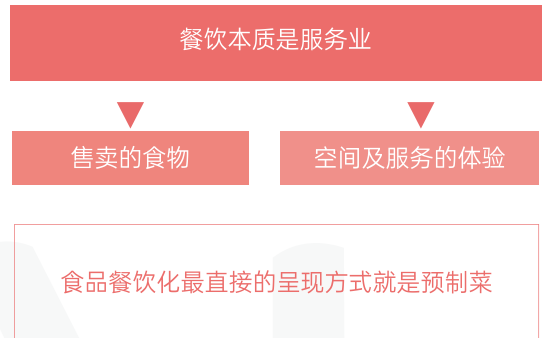 餐饮本质是服务业
售卖的食物
空间及服务的体验
食品餐饮化最直接的呈现方式就是预制菜